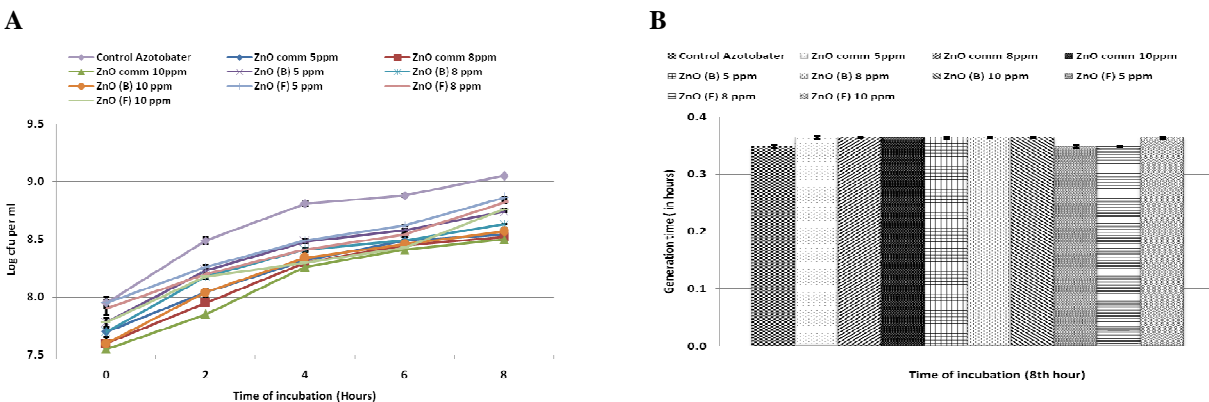 A
Control Azotobater ZnO comm 5ppm ZnO comm 8ppm
ZnO comm 10ppm ZnO (B) 5 ppm ZnO (B) 8 ppm
ZnO (B) 10 ppm ZnO (F) 5 ppm ZnO (F) 8 ppm
ZnO (F) 10 ppm
Log cfu per ml
9.5
9.0
8.5
8.0
7.5
0 2 4 6 8
Time of incubation (Hours)
B
Control Azotobater ZnO comm 5ppm ZnO comm 8ppm ZnO comm 10ppm
ZnO (B) 5 ppm ZnO (B) 8 ppm ZnO (B) 10 ppm ZnO (F) 5 ppm
ZnO (F) 8 ppm ZnO (F) 10 ppm
Generation time ( in hours)
0.4
0.3
0.2
0.1
0.0
Time of incubation (8th hour)